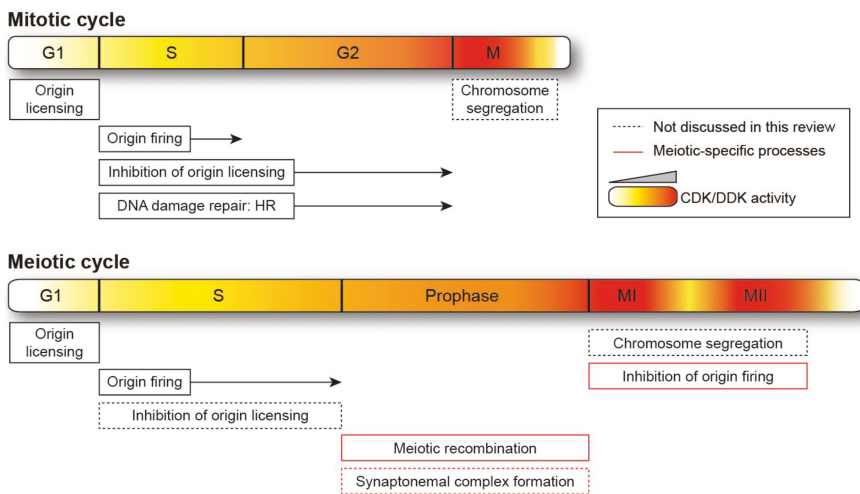 Mitotic cycle
G1 S G2 M
Origin
licensing
Chromosome
segregation
Origin firing
Inhibition of origin licensing
DNA damage repair: HR
Not discussed in this review
Meiotic-specific processes
CDK/DDK activity
Meiotic cycle
G1 S Prophase MI MII
Origin
licensing
Chromosome segregation
Origin firing
Inhibition of origin firing
Inhibition of origin licensing
Meiotic recombination
Synaptonemal complex formation